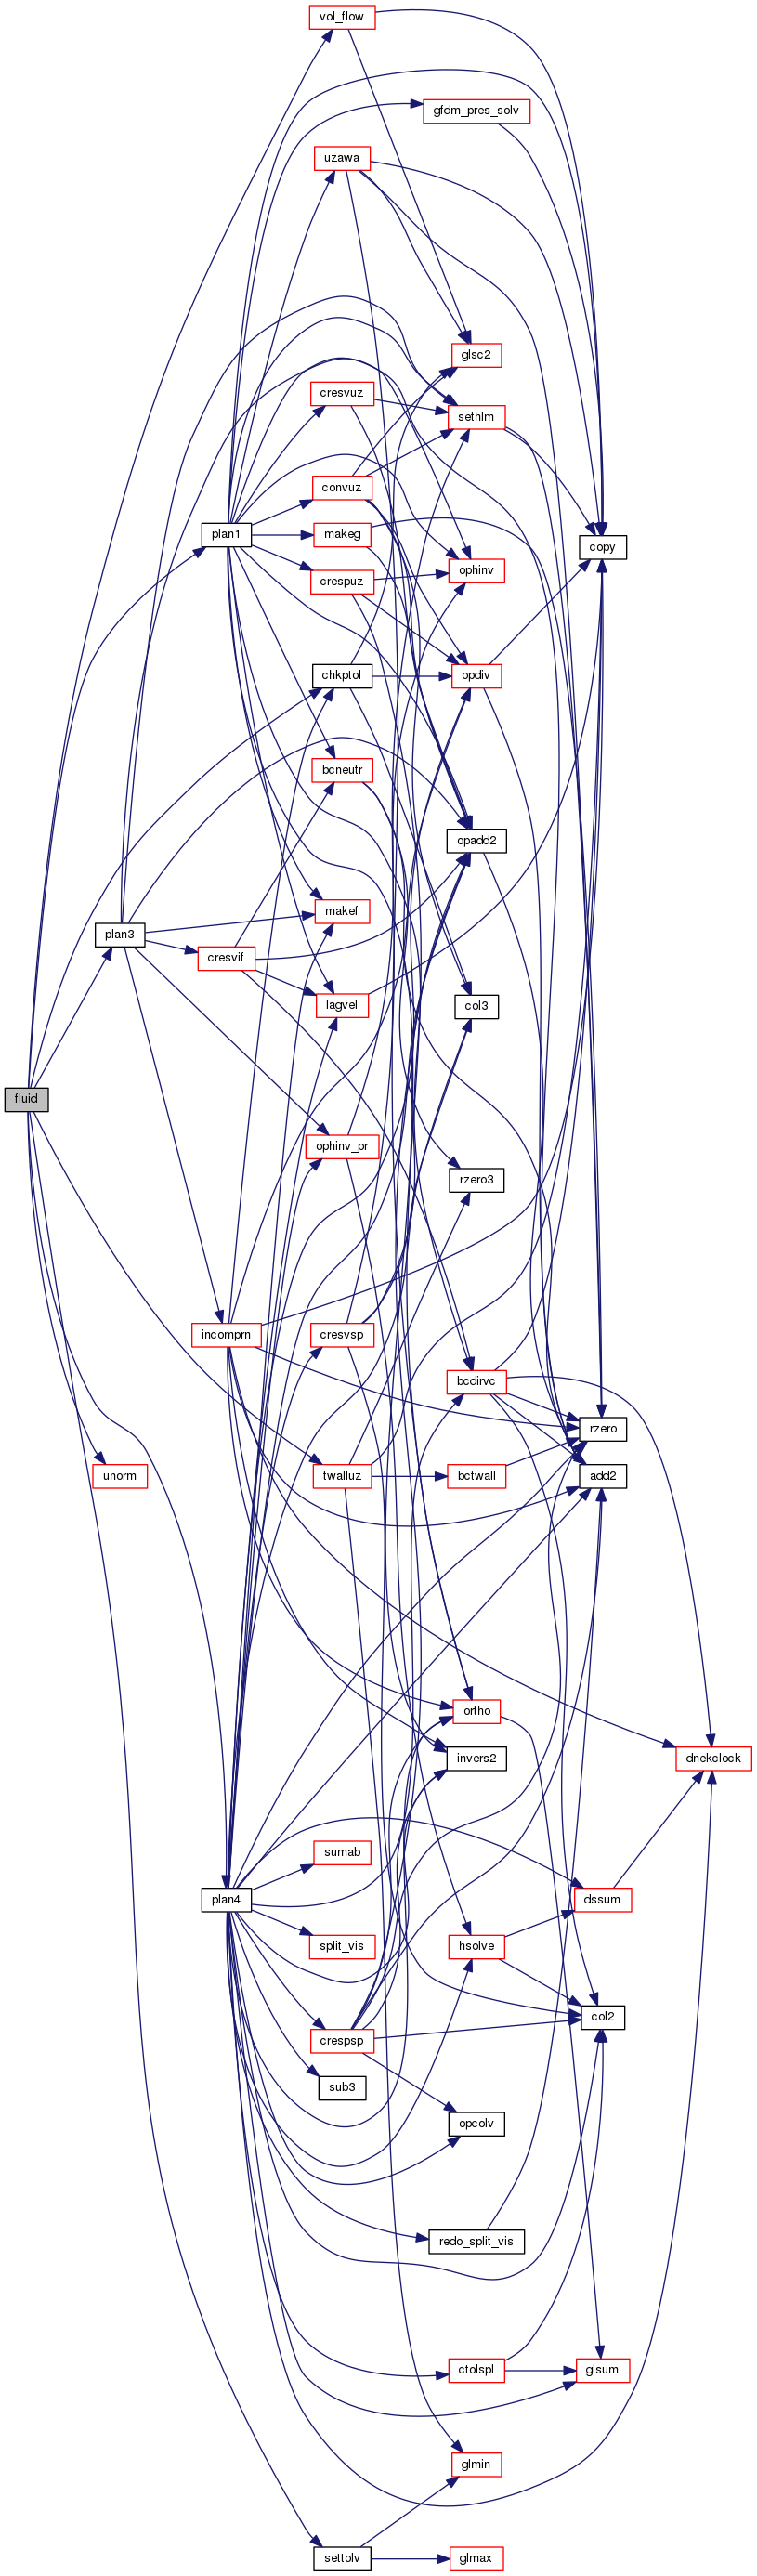 vol_flow
gfdm_pres_solv
uzawa
glsc2
cresvuz
sethlm
convuz
plan1
makeg
copy
crespuz
ophinv
chkptol
opdiv
bcneutr
opadd2
makef
plan3
cresvif
lagvel
col3
fluid
ophinv_pr
rzero3
incomprn
cresvsp
bcdirvc
rzero
unorm
twalluz
bctwall
add2
ortho
invers2
dnekclock
sumab
plan4
dssum
split_vis
hsolve
crespsp
col2
sub3
opcolv
redo_split_vis
ctolspl
glsum
glmin
settolv
glmax